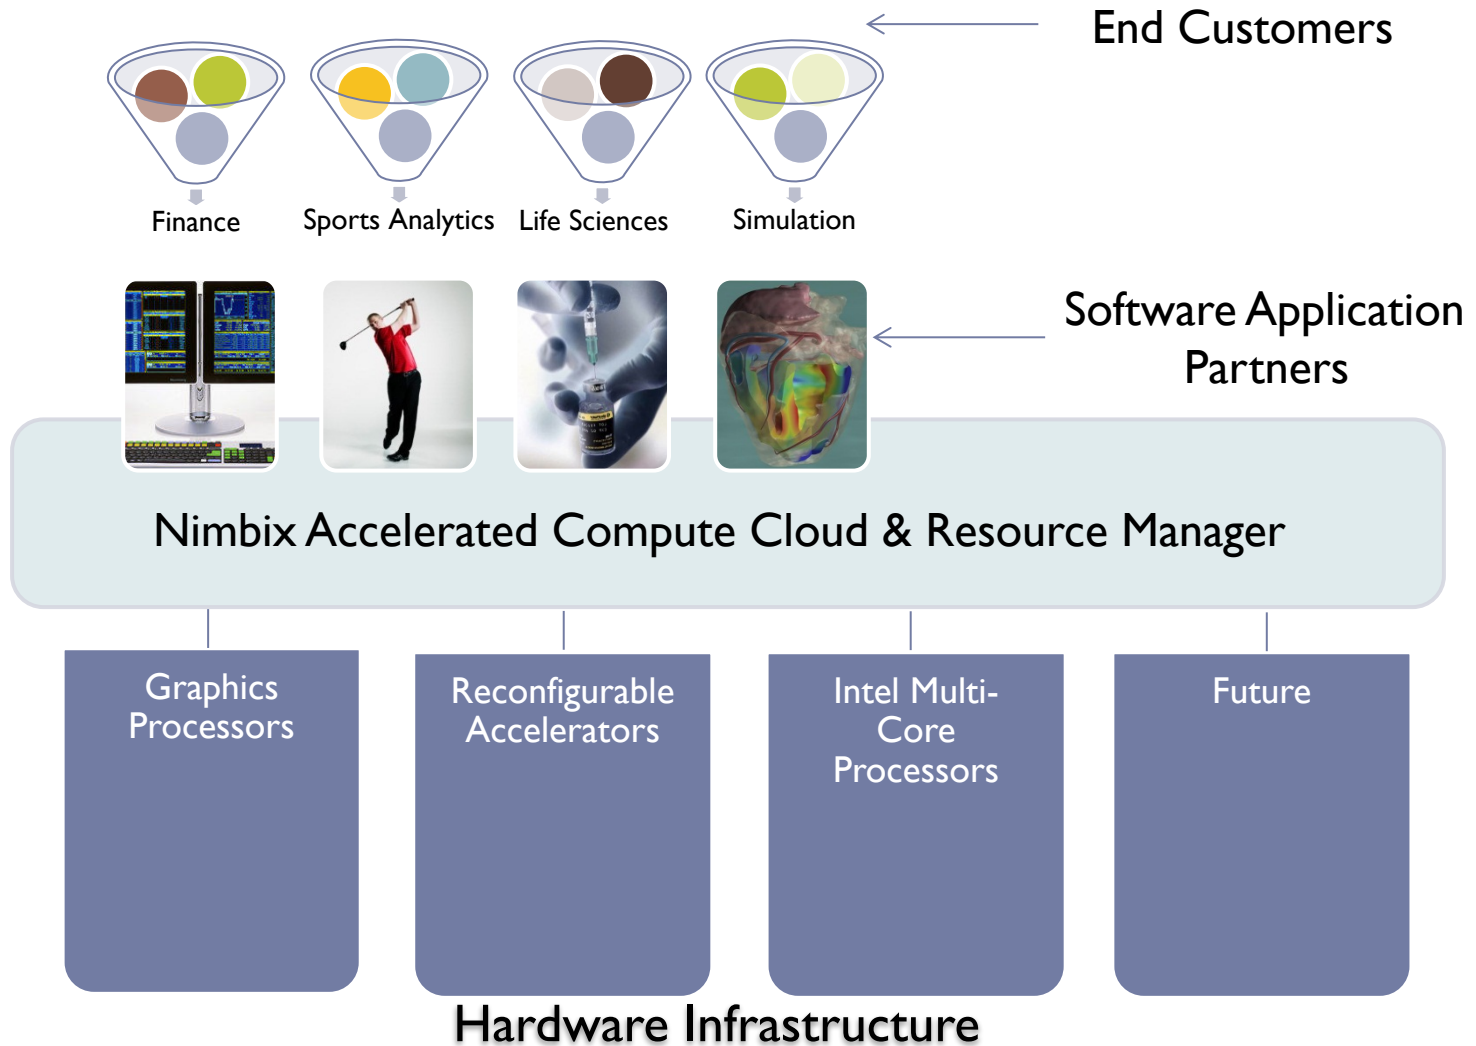 End Customers
Finance
Sports Analytics
Life Sciences
Simulation
Software Application
Partners
Nimbix Accelerated Compute Cloud & Resource Manager
Graphics
Processors
Reconfigurable
Accelerators
Intel Multi-
Core
Processors
Future
Hardware Infrastructure